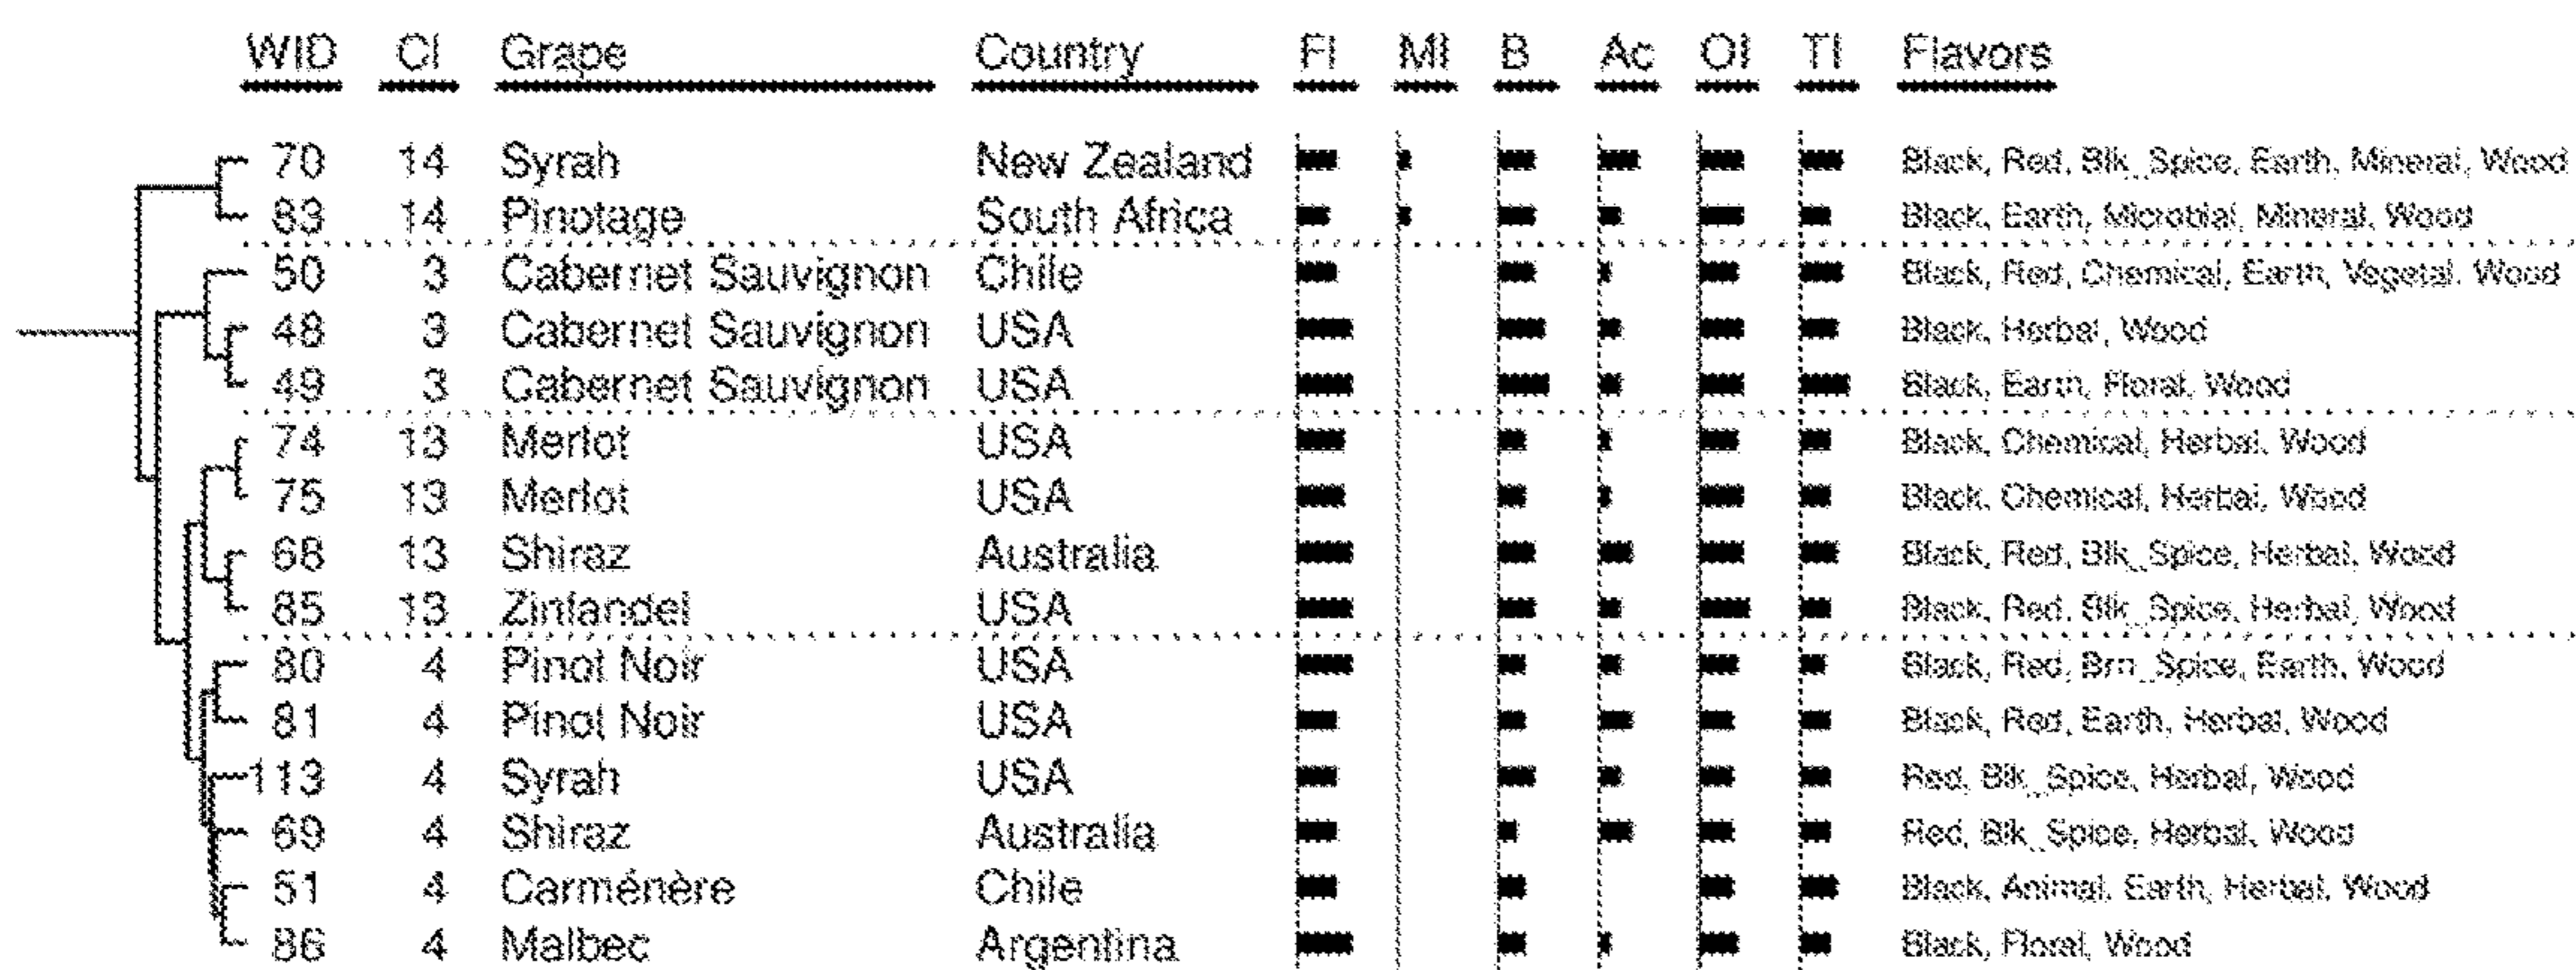 WID CI Grape Country FI MI B Ac OI TI Flavors
70 14 Syrah New Zealand Black, Red, Blk_Spice, Earth, Mineral, Wood
83 14 Pinotage South Africa Black, Earth, Microbial, Mineral, Wood
50 3 Cabernet Sauvignon Chile Black, Red, Chemical, Earth, Vegetal, Wood
48 3 Cabernet Sauvignon USA Black, Herbal, Wood
49 3 Cabernet Sauvignon USA Black, Earth, Floral, Wood
74 13 Merlot USA Black, Chemical, Herbal, Wood
75 13 Merlot USA Black, Chemical, Herbal, Wood
68 13 Shiraz Australia Black, Red, Blk_Spice, Herbal, Wood
85 13 Zinfandel USA Black, Red, Blk_Spice, Herbal, Wood
80 4 Pinot Noir USA Black, Red, Brn_Spice, Earth, Wood
81 4 Pinot Noir USA Black, Red, Earth, Herbal, Wood
113 4 Syrah USA Red, Blk_Spice, Herbal, Wood
69 4 Shiraz Australia Red, Blk_Spice, Herbal, Wood
51 4 Carménère Chile Black, Animal, Earth, Herbal, Wood
86 4 Malbec Argentina Black, Floral, Wood